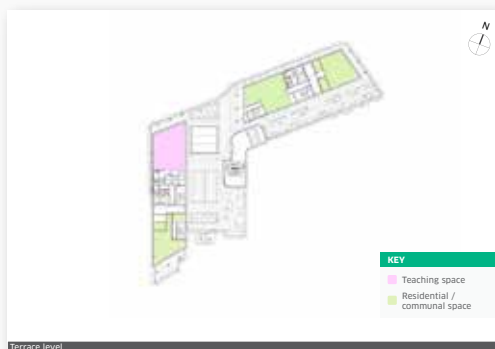 N
KEY
Teaching space
Residential /
communal space
Terrace level